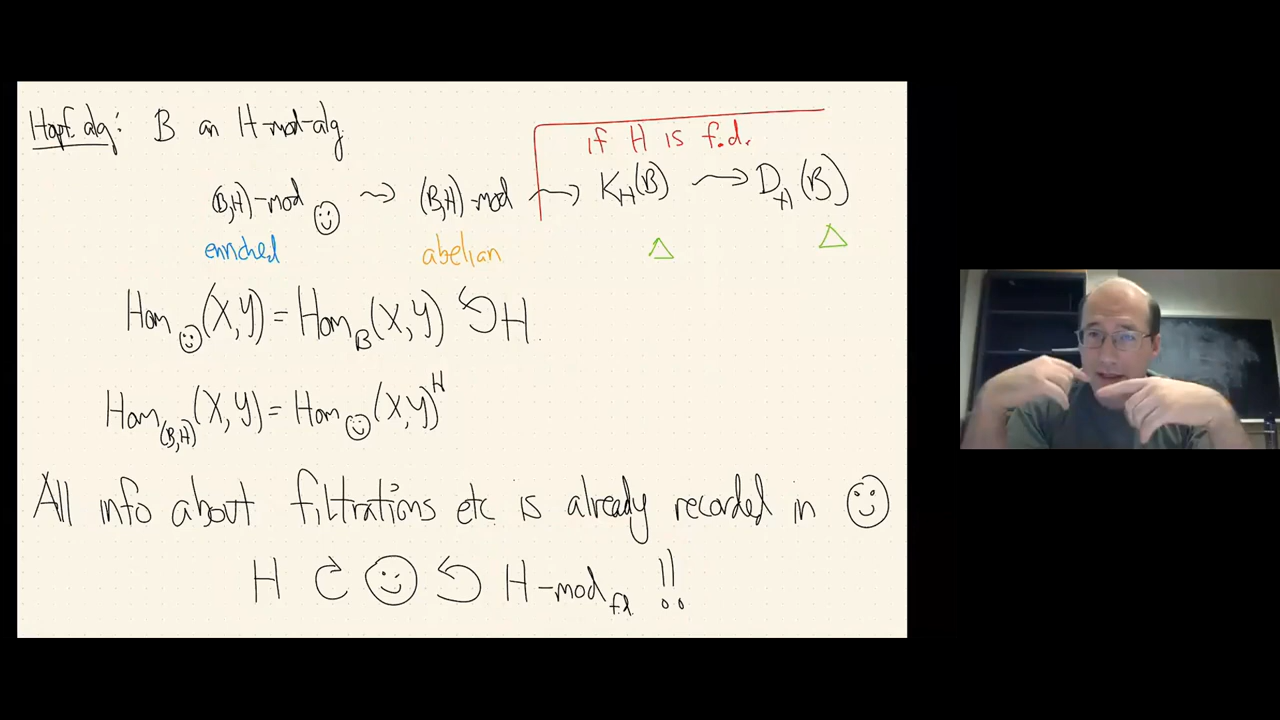 Hopf alg: B an H-mod-alg.
if H is f.d.
(B,H)-mod ☺ ⇝ (B,H)-mod ⇝ K_H(B) ⇝ D_H(B)
enriched abelian △ △
Hom_☺(X,Y) = Hom_B(X,Y) ↺ H
Hom_(B,H)(X,Y) = Hom_☺(X,Y)^H
All info about filtrations etc is already recorded in ☺
H ↻ ☺ ↺ H-mod_f.d. !!